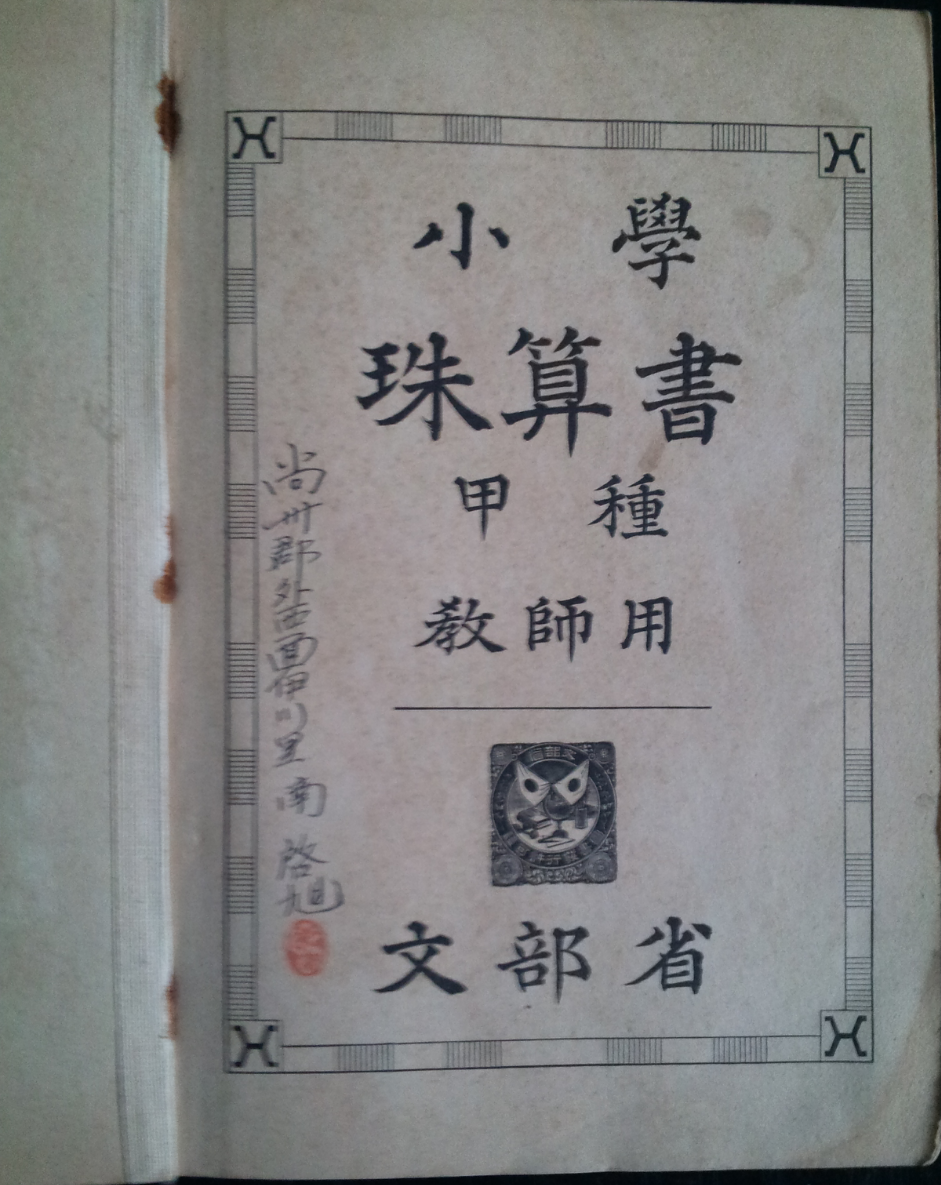 小學
珠算書
甲種
教師用
文部省
尚州郡外西面伊川里 南啓旭